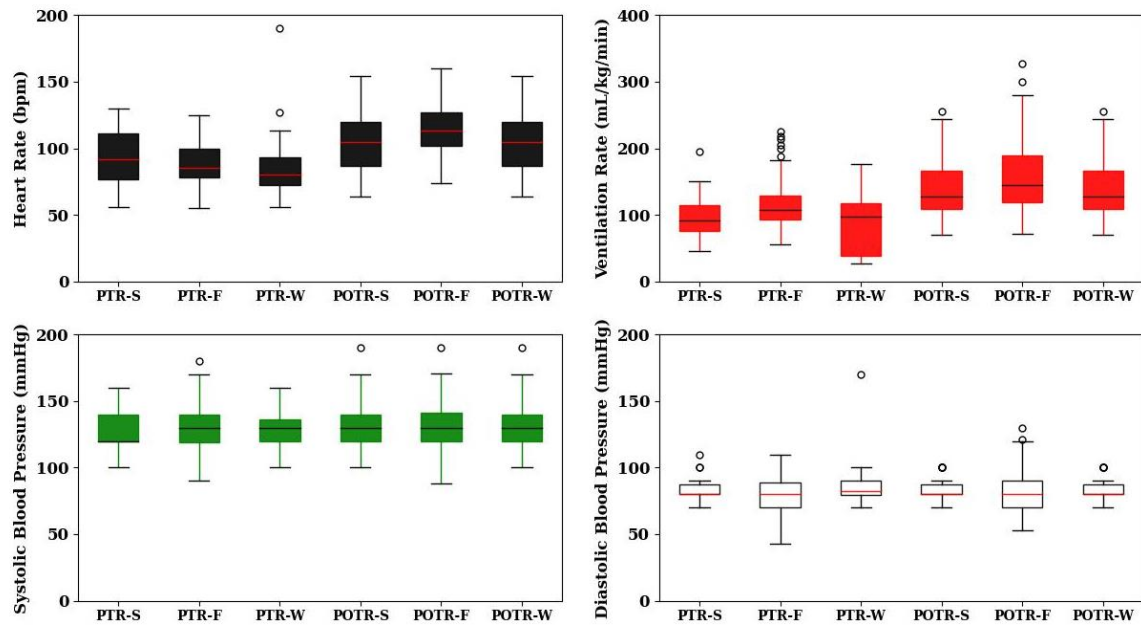 Heart Rate (bpm)
200
150
100
50
0
PTR-S PTR-F PTR-W POTR-S POTR-F POTR-W
Ventilation Rate (mL/kg/min)
400
300
200
100
0
PTR-S PTR-F PTR-W POTR-S POTR-F POTR-W
Systolic Blood Pressure (mmHg)
200
150
100
50
0
PTR-S PTR-F PTR-W POTR-S POTR-F POTR-W
Diastolic Blood Pressure (mmHg)
200
150
100
50
0
PTR-S PTR-F PTR-W POTR-S POTR-F POTR-W